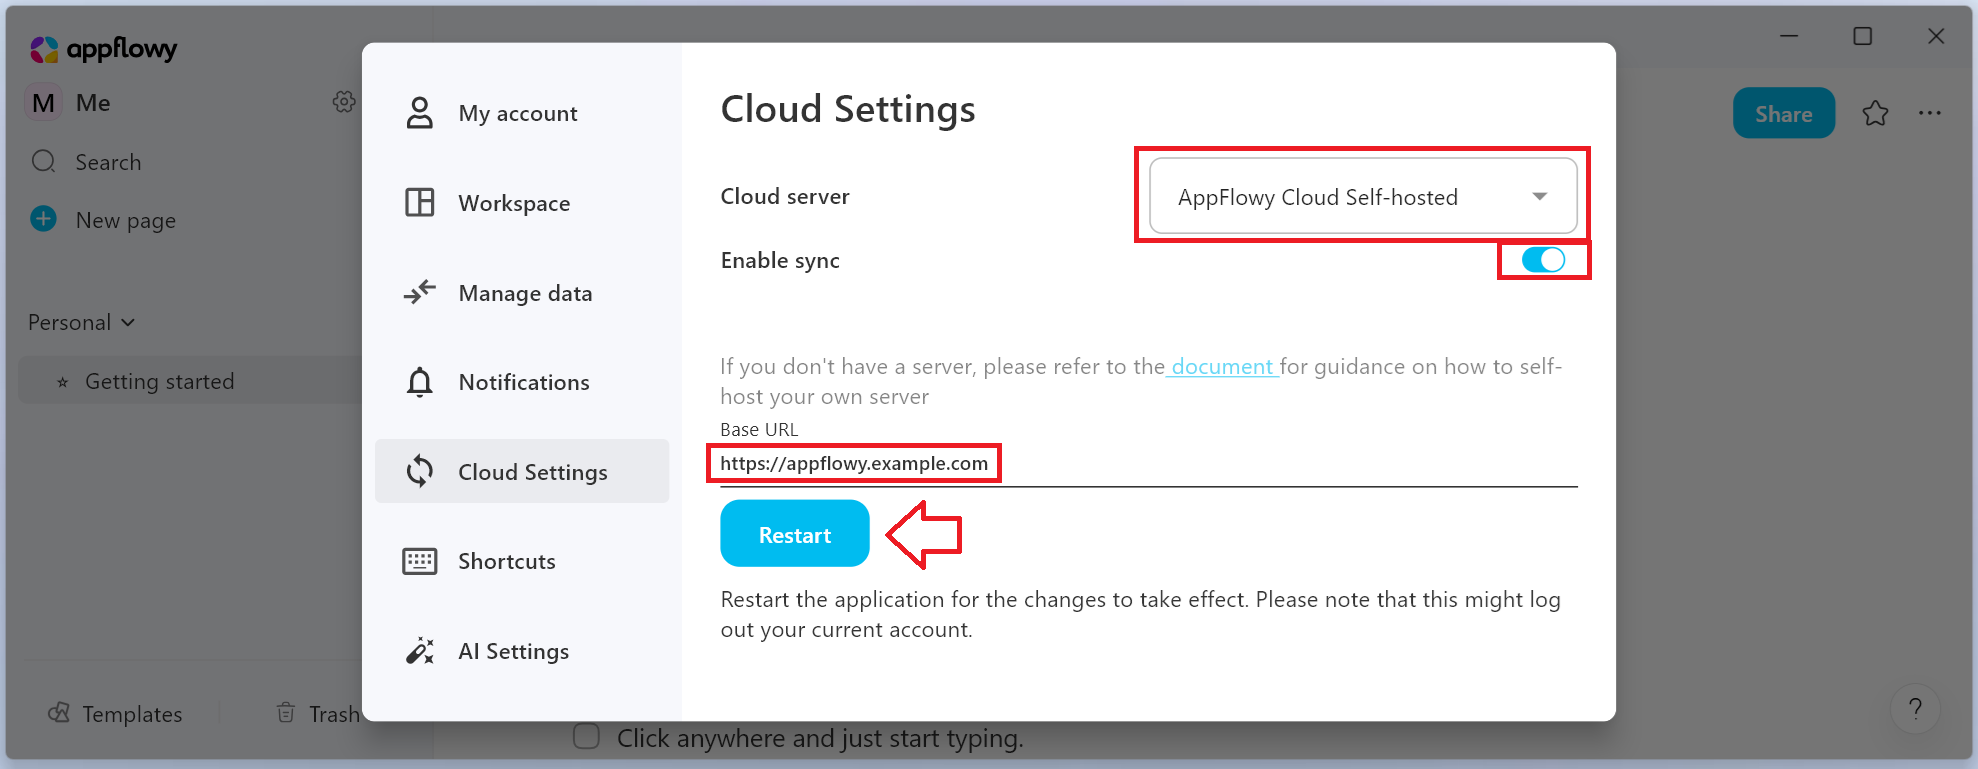 appflowy
M Me
Search
New page
Personal
Getting started
Templates
Trash
My account
Workspace
Manage data
Notifications
Cloud Settings
Shortcuts
AI Settings
Cloud Settings
Cloud server
AppFlowy Cloud Self-hosted
Enable sync
If you don't have a server, please refer to the document for guidance on how to self-
host your own server
Base URL
https://appflowy.example.com
Restart
Restart the application for the changes to take effect. Please note that this might log
out your current account.
Share
Click anywhere and just start typing.
?